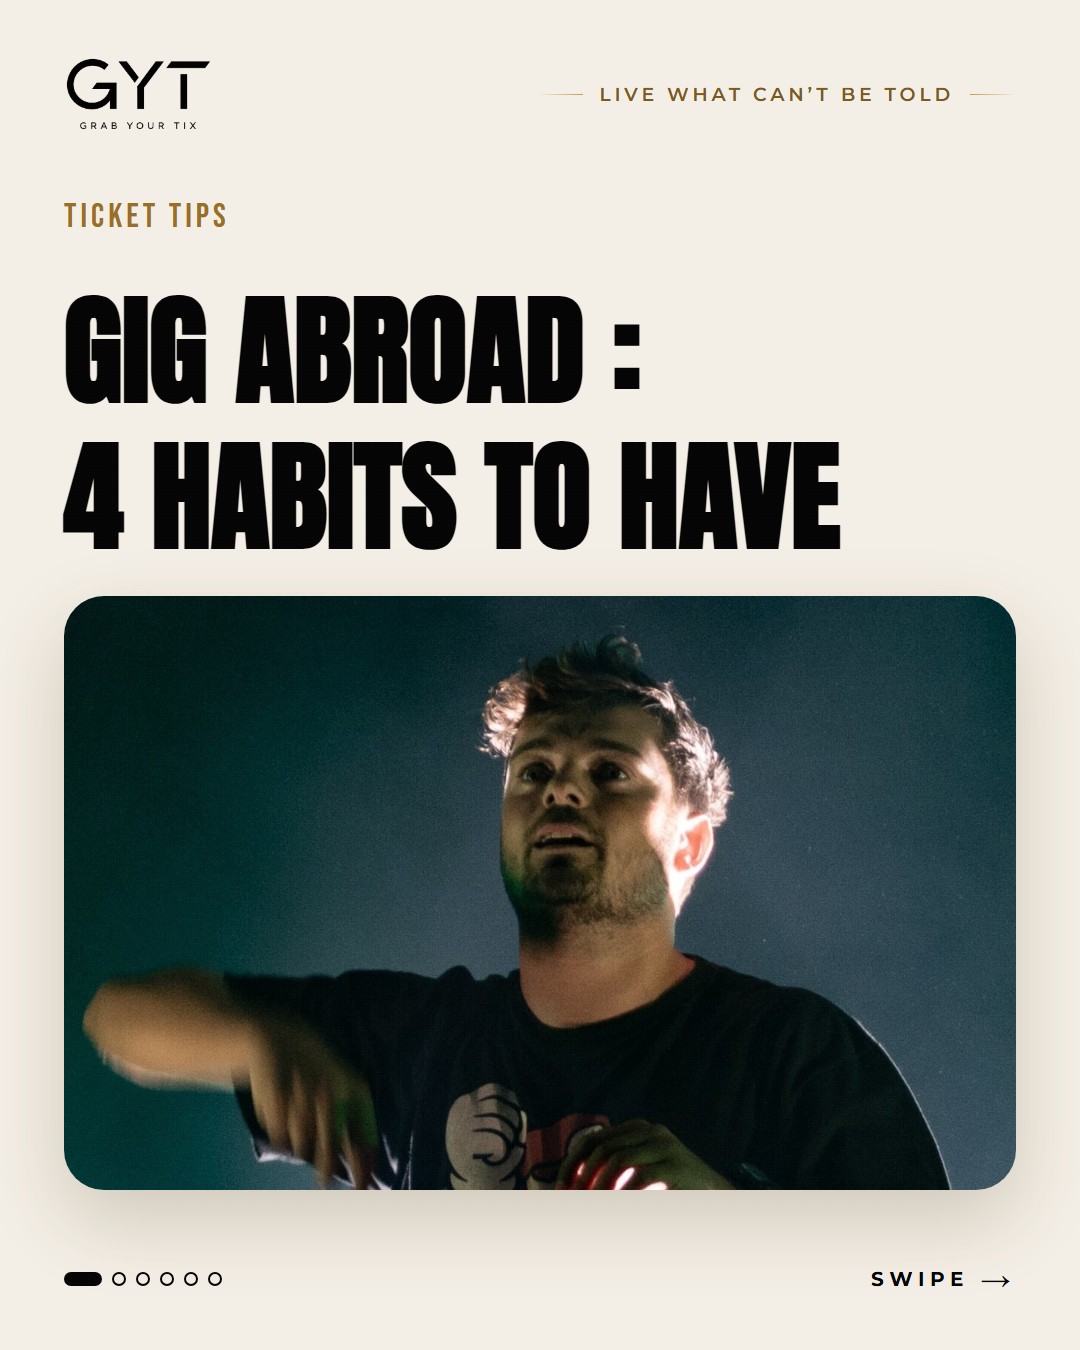 GYT
GRAB YOUR TIX
LIVE WHAT CAN’T BE TOLD
TICKET TIPS
GIG ABROAD :
4 HABITS TO HAVE
SWIPE →